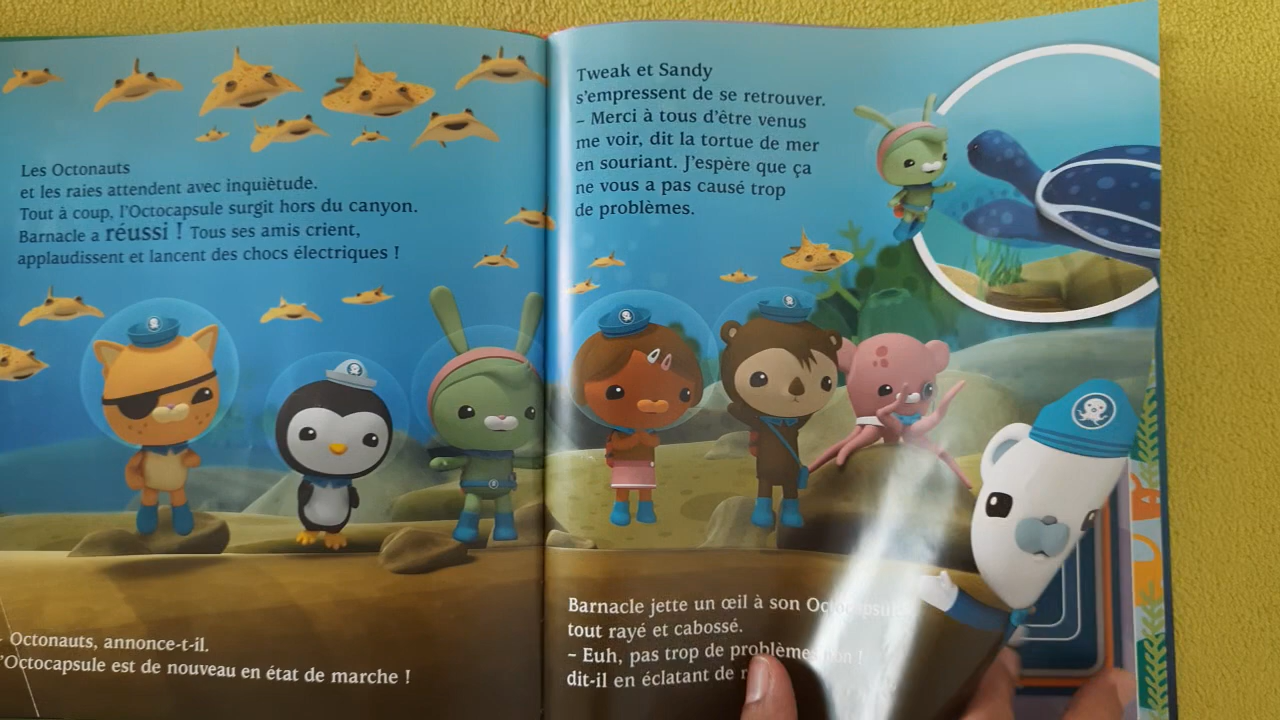 Les Octonauts
et les raies attendent avec inquiètude.
Tout à coup, l'Octocapsule surgit hors du canyon.
Barnacle a réussi ! Tous ses amis crient,
applaudissent et lancent des chocs électriques !
- Octonauts, annonce-t-il.
l'Octocapsule est de nouveau en état de marche !
Tweak et Sandy
s'empressent de se retrouver.
– Merci à tous d'être venus
me voir, dit la tortue de mer
en souriant. J'espère que ça
ne vous a pas causé trop
de problèmes.
Barnacle jette un œil à son Octocapsule
tout rayé et cabossé.
– Euh, pas trop de problèmes, non !
dit-il en éclatant de